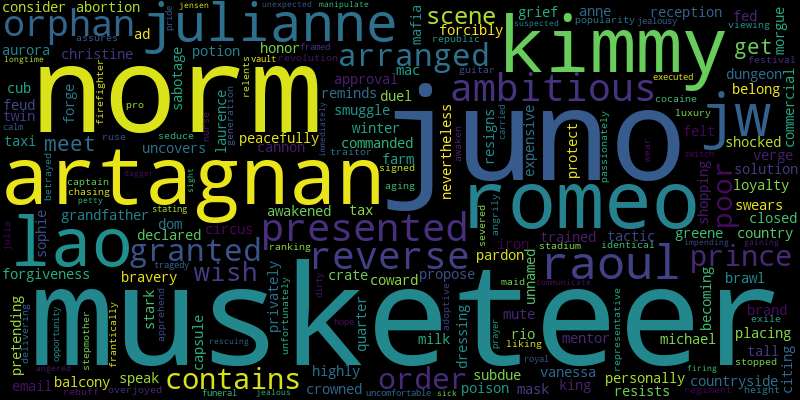 consider abortion
orphan julianne
pride jensen unexpected manipulate
mafia scene grief anne reception fed morgue
suspected popularity jealousy viewing
aurora assures ad potion honor forcibly republic festival
longtime christine sabotage arranged kimmy get
framed vault revolution guitar dungeon
norm firefighter relents approval mac executed belong commercial
cub forge reminds duel ambitious cocaine luxury
feud pro laurence generation smuggle juno jw
twin calm ruse nurse immediately winter resigns expensive protect passionately felt shocked
taxi meet uncovers cannon commanded nevertheless carried wear verge
seduce peacefully traitor farm awaken switch solution
artagnan betrayed dagger sight signed romeo shopping poor loyalty
captain chasing aging swears
petty stating awakened tax severed angrily closed
sophie grandfather dom circus presented iron trained tactic greene country
julia lao declared ranking stadium identical impending gaining
granted reverse pardon unnamed raoul prince
forgiveness tragedy wish crate coward propose maid communicate brawl
musketeer
bravery stark privately dirty mute becoming brand
pretending delivering opportunity stepmother frantically apprehend capsule rescuing unfortunately hope quarter adoptive milk dressing liking rio mentor representative michael placing exile
prayer royal vanessa tall stopped citing
angered contains highly order subdue personally firing countryside
email balcony speak crowned poison mask king resists regiment height
rebuff overjoyed funeral jealous uncomfortable sick